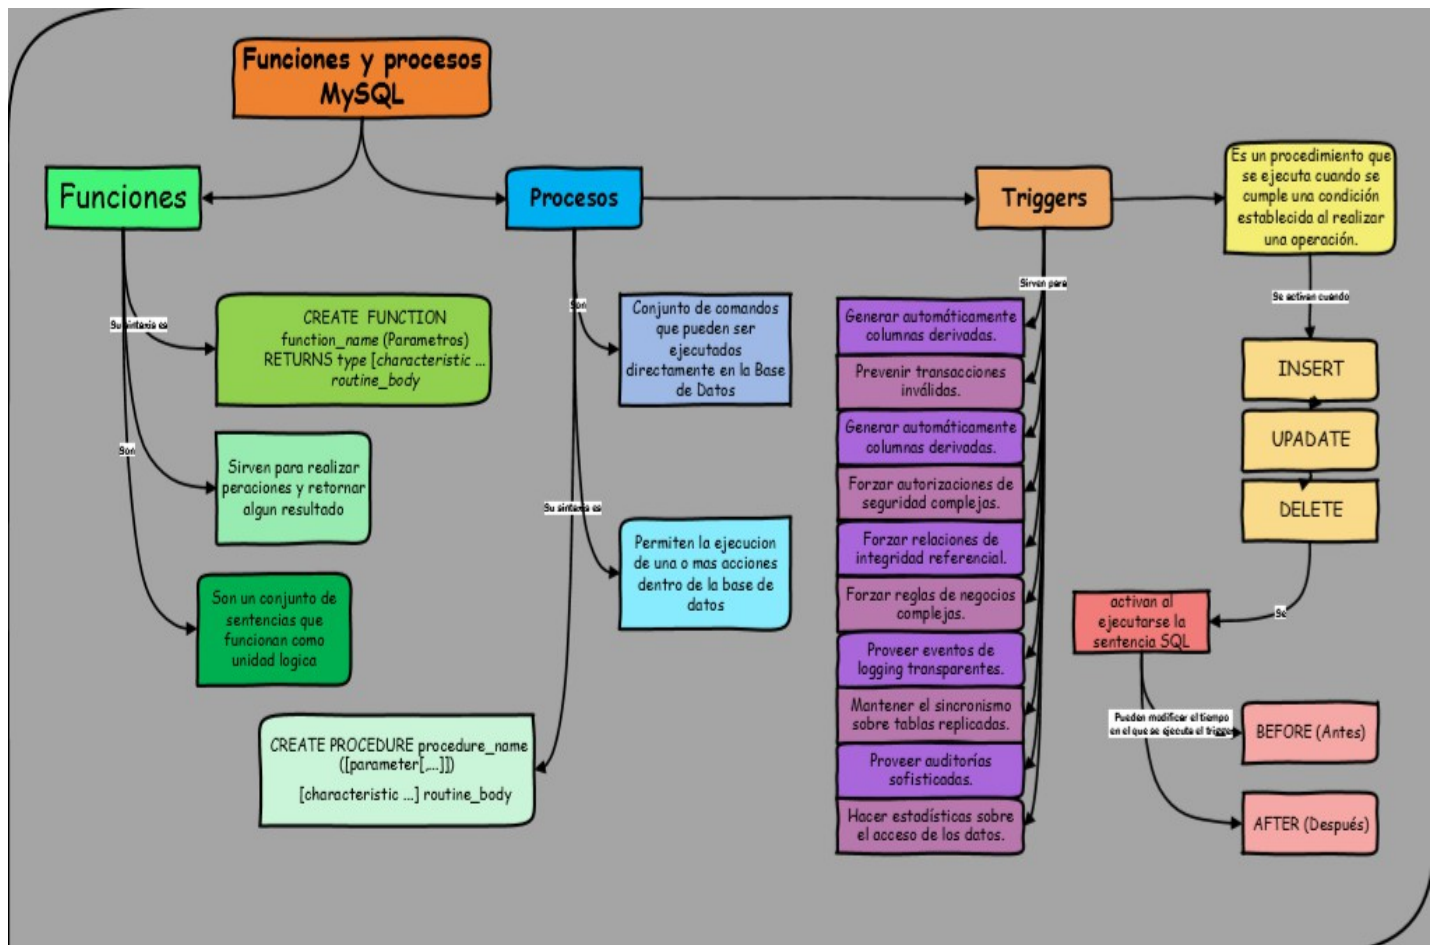 Funciones y procesos
MySQL
Funciones
Su sintaxis es
CREATE FUNCTION
function_name (Parametros)
RETURNS type [characteristic ...
routine_body
Sirven para realizar
peraciones y retornar
algun resultado
Son
Son un conjunto de
sentencias que
funcionan como
unidad logica
Procesos
Son
Conjunto de comandos
que pueden ser
ejecutados
directamente en la Base
de Datos
Su sintaxis es
Permiten la ejecucion
de una o mas acciones
dentro de la base de
datos
CREATE PROCEDURE procedure_name
([parameter[,...]])
[characteristic ...] routine_body
Triggers
Sirven para
Generar automáticamente
columnas derivadas.
Prevenir transacciones
inválidas.
Generar automáticamente
columnas derivadas.
Forzar autorizaciones de
seguridad complejas.
Forzar relaciones de
integridad referencial.
Forzar reglas de negocios
complejas.
Proveer eventos de
logging transparentes.
Mantener el sincronismo
sobre tablas replicadas.
Proveer auditorías
sofisticadas.
Hacer estadísticas sobre
el acceso de los datos.
Es un procedimiento que
se ejecuta cuando se
cumple una condición
establecida al realizar
una operación.
Se activan cuando
INSERT
UPADATE
DELETE
Se
activan al
ejecutarse la
sentencia SQL
Pueden modificar el tiempo
en el que se ejecuta el trigger
BEFORE (Antes)
AFTER (Después)